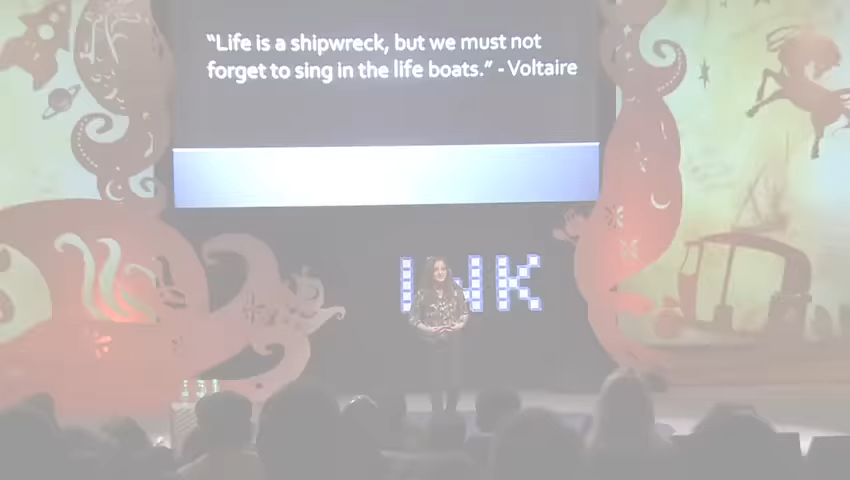 “Life is a shipwreck, but we must not
forget to sing in the life boats.” - Voltaire
INK